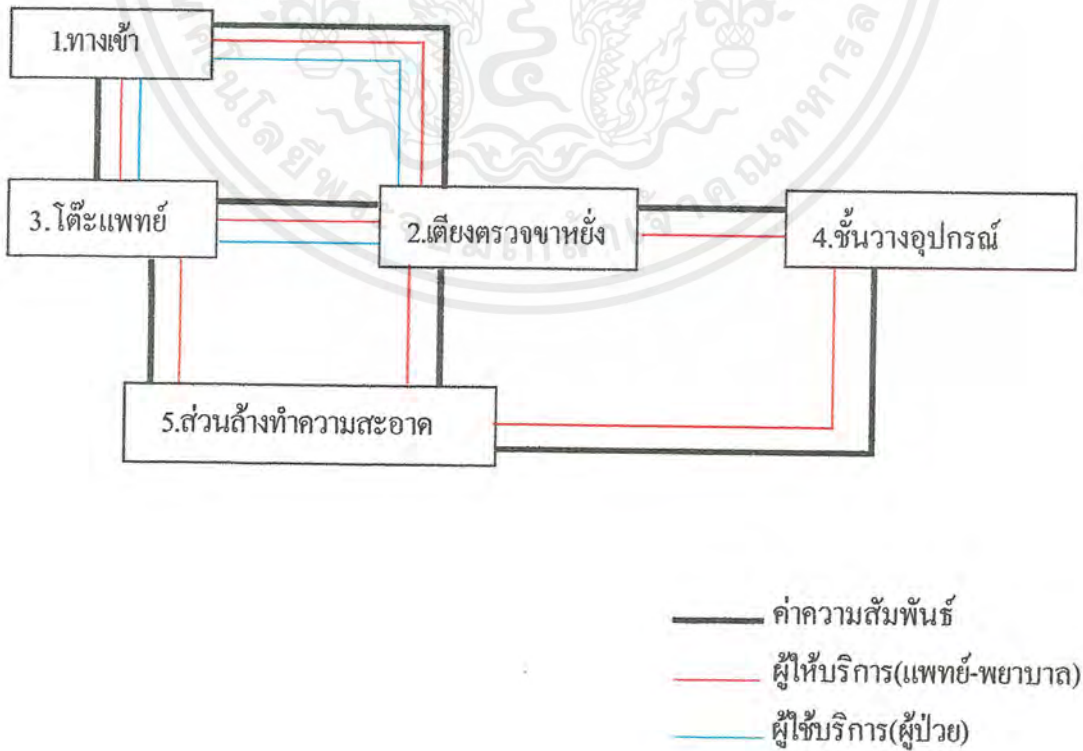 1.ทางเข้า
3.โต๊ะแพทย์
2.เตียงตรวจขาหยั่ง
4.ชั้นวางอุปกรณ์
5.ส่วนล้างทำความสะอาด
ค่าความสัมพันธ์
ผู้ให้บริการ(แพทย์-พยาบาล)
ผู้ใช้บริการ(ผู้ป่วย)